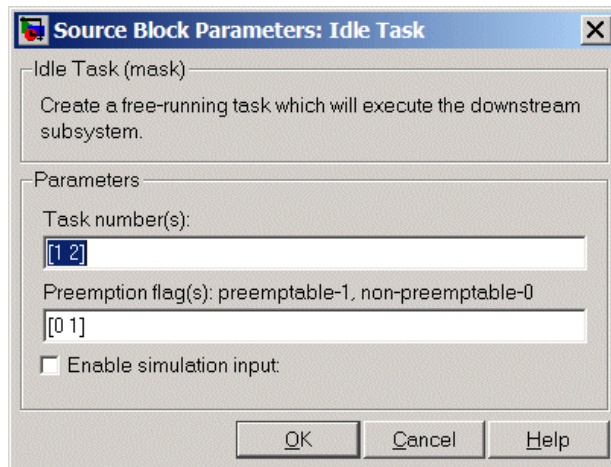 Source Block Parameters: Idle Task
Idle Task (mask)
Create a free-running task which will execute the downstream
subsystem.
Parameters
Task number(s):
[1 2]
Preemption flag(s): preemptable-1, non-preemptable-0
[0 1]
Enable simulation input:
OK Cancel Help